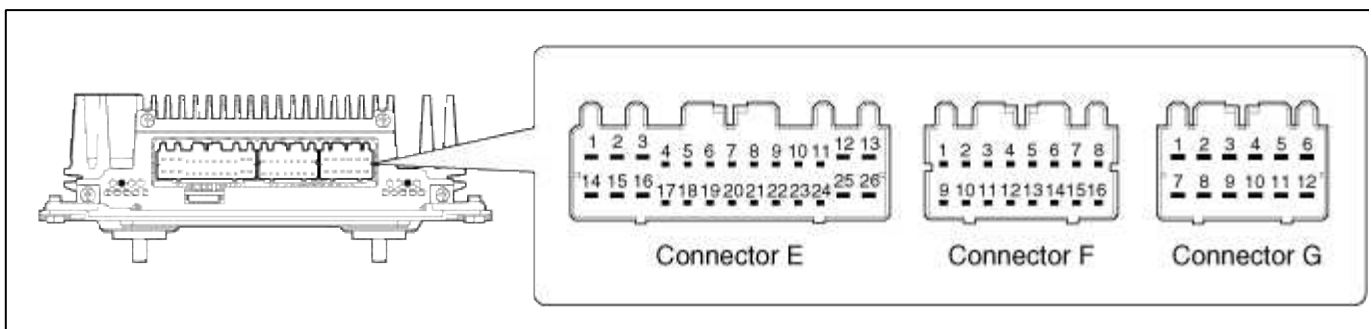 1 2 3 4 5 6 7 8 9 10 11 12 13
14 15 16 17 18 19 20 21 22 23 24 25 26
Connector E
1 2 3 4 5 6 7 8
9 10 11 12 13 14 15 16
Connector F
1 2 3 4 5 6
7 8 9 10 11 12
Connector G